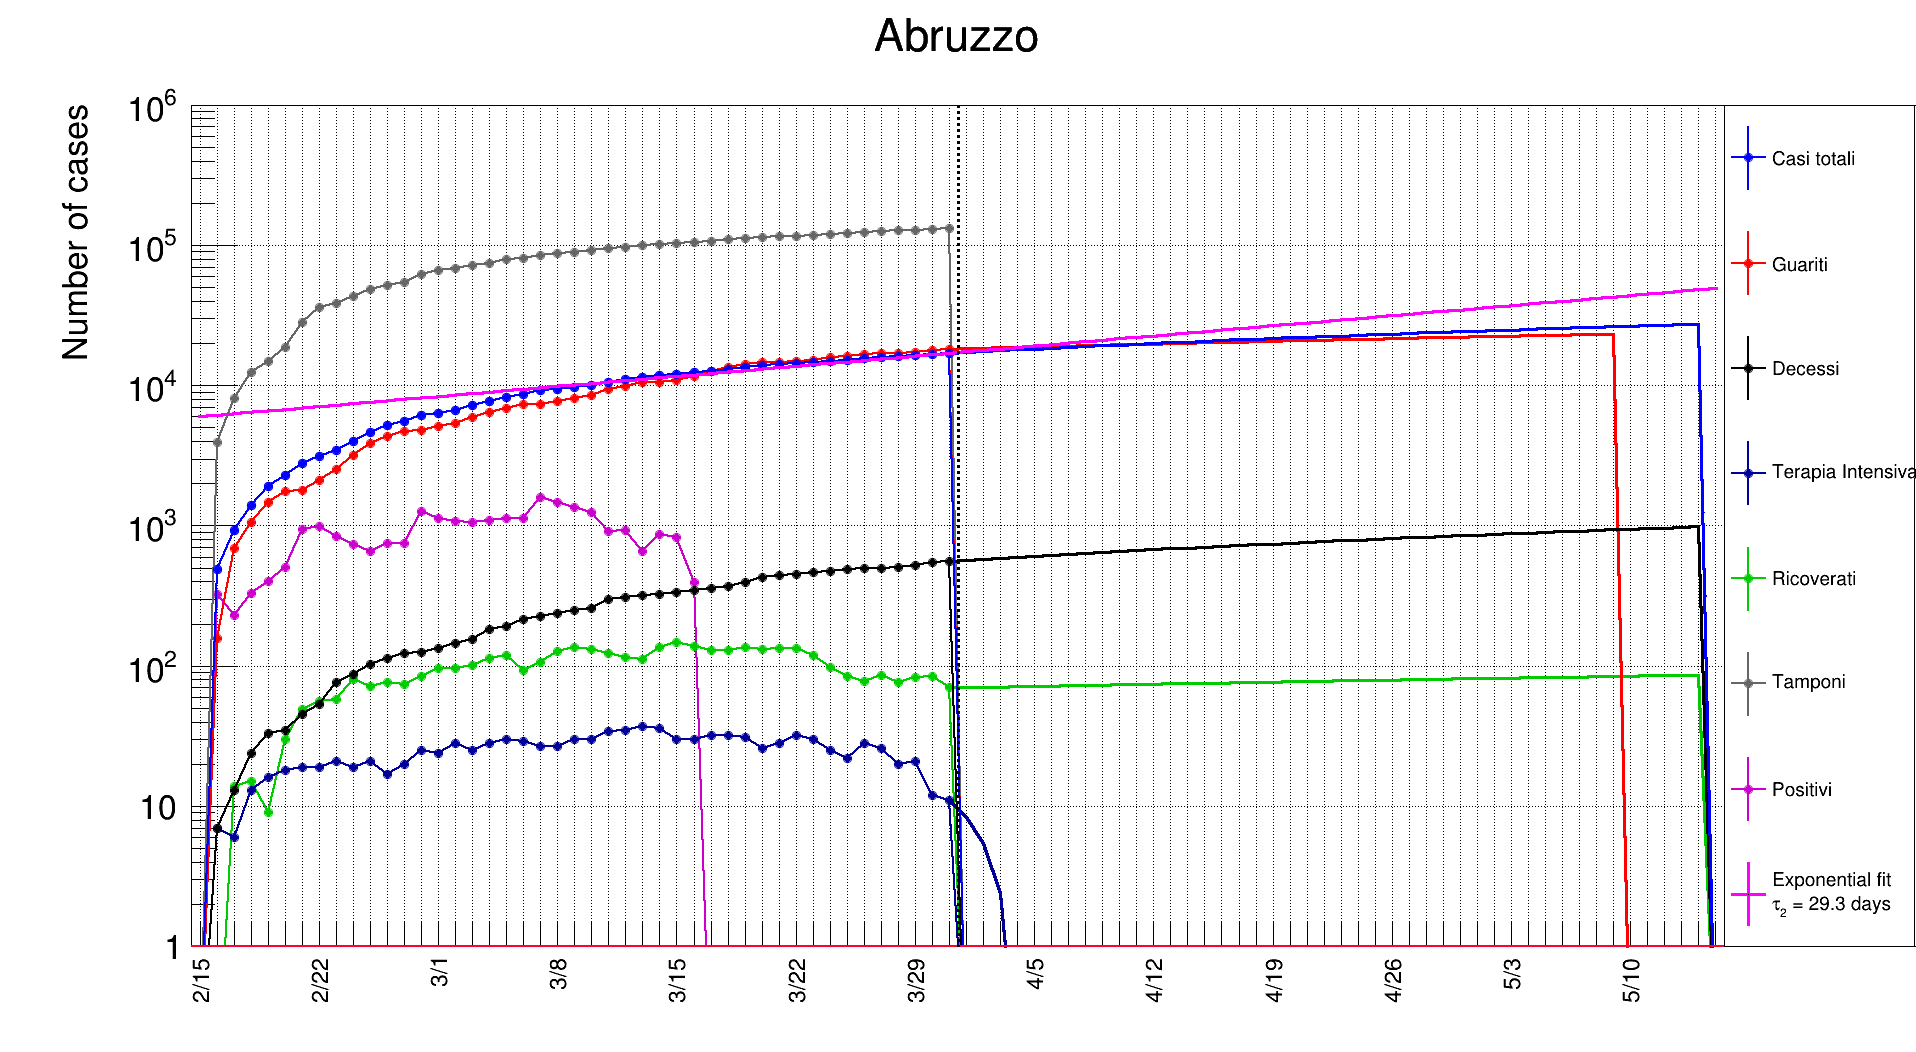 Abruzzo
Number of cases
10^6
10^5
10^4
10^3
10^2
10
1
2/15 2/22 3/1 3/8 3/15 3/22 3/29 4/5 4/12 4/19 4/26 5/3 5/10
Casi totali
Guariti
Decessi
Terapia Intensiva
Ricoverati
Tamponi
Positivi
Exponential fit
τ₂ = 29.3 days